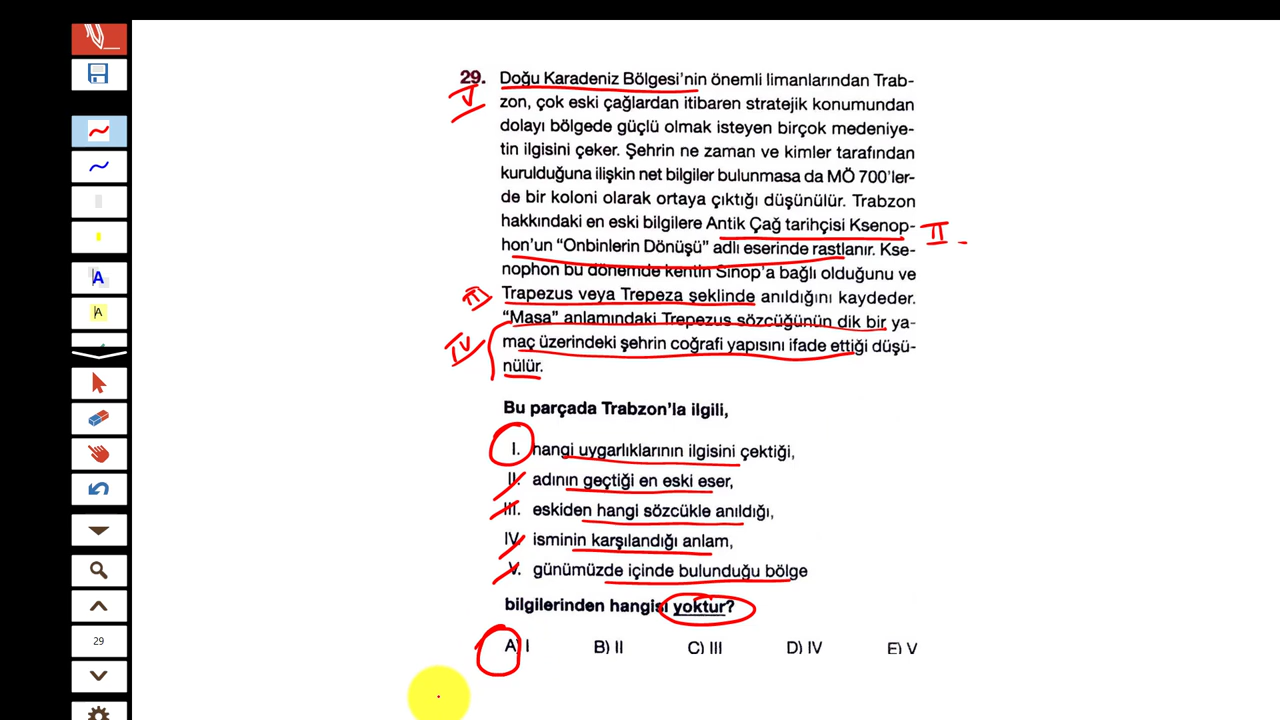 29. Doğu Karadeniz Bölgesi'nin önemli limanlarından Trab-
V
zon, çok eski çağlardan itibaren stratejik konumundan
dolayı bölgede güçlü olmak isteyen birçok medeniye-
tin ilgisini çeker. Şehrin ne zaman ve kimler tarafından
kurulduğuna ilişkin net bilgiler bulunmasa da MÖ 700'ler-
de bir koloni olarak ortaya çıktığı düşünülür. Trabzon
hakkındaki en eski bilgilere Antik Çağ tarihçisi Ksenop- II
hon'un “Onbinlerin Dönüşü” adlı eserinde rastlanır. Kse-
nophon bu dönemde kentin Sinop'a bağlı olduğunu ve
III Trapezus veya Trepeza şeklinde anıldığını kaydeder.
“Masa” anlamındaki Trepezus sözcüğünün dik bir ya-
IV maç üzerindeki şehrin coğrafi yapısını ifade ettiği düşü-
nülür.
Bu parçada Trabzon'la ilgili,
I. hangi uygarlıklarının ilgisini çektiği,
II. adının geçtiği en eski eser,
III. eskiden hangi sözcükle anıldığı,
IV. isminin karşılandığı anlam,
V. günümüzde içinde bulunduğu bölge
bilgilerinden hangisi yoktur?
A) I B) II C) III D) IV E) V
A
A
29